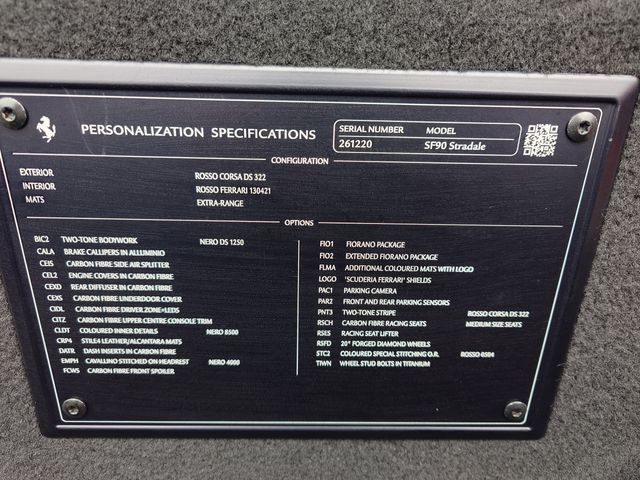 PERSONALIZATION SPECIFICATIONS
SERIAL NUMBER MODEL
261220 SF90 Stradale
CONFIGURATION
EXTERIOR ROSSO CORSA DS 322
INTERIOR ROSSO FERRARI 130421
MATS EXTRA-RANGE
OPTIONS
BIC2 TWO-TONE BODYWORK NERO DS 1250
CALA BRAKE CALLIPERS IN ALLUMINIO
CEIS CARBON FIBRE SIDE AIR SPLITTER
CEL2 ENGINE COVERS IN CARBON FIBRE
CEXD REAR DIFFUSER IN CARBON FIBRE
CEXS CARBON FIBRE UNDERDOOR COVER
CIDL CARBON FIBRE DRIVER ZONE+LEDS
CITZ CARBON FIBRE UPPER CENTRE CONSOLE TRIM
CLDT COLOURED INNER DETAILS NERO 8500
CRP4 STILE4 LEATHER/ALCANTARA MATS
DATR DASH INSERTS IN CARBON FIBRE
EMPH CAVALLINO STITCHED ON HEADREST NERO 4000
FCWS CARBON FIBRE FRONT SPOILER
FIO1 FIORANO PACKAGE
FIO2 EXTENDED FIORANO PACKAGE
FLMA ADDITIONAL COLOURED MATS WITH LOGO
LOGO 'SCUDERIA FERRARI' SHIELDS
PAC1 PARKING CAMERA
PAR2 FRONT AND REAR PARKING SENSORS
PNT3 TWO-TONE STRIPE ROSSO CORSA DS 322
RSCH CARBON FIBRE RACING SEATS MEDIUM SIZE SEATS
RSES RACING SEAT LIFTER
RSFD 20" FORGED DIAMOND WHEELS
STC2 COLOURED SPECIAL STITCHING O.R. ROSSO 0504
TIWN WHEEL STUD BOLTS IN TITANIUM